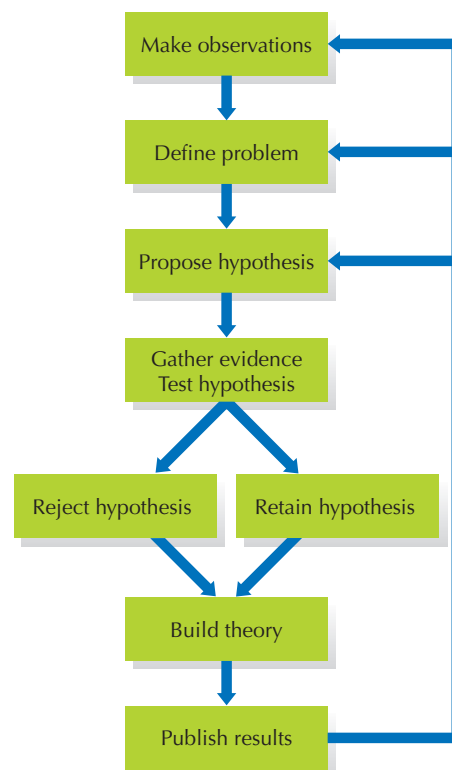 Make observations
Define problem
Propose hypothesis
Gather evidence
Test hypothesis
Reject hypothesis
Retain hypothesis
Build theory
Publish results